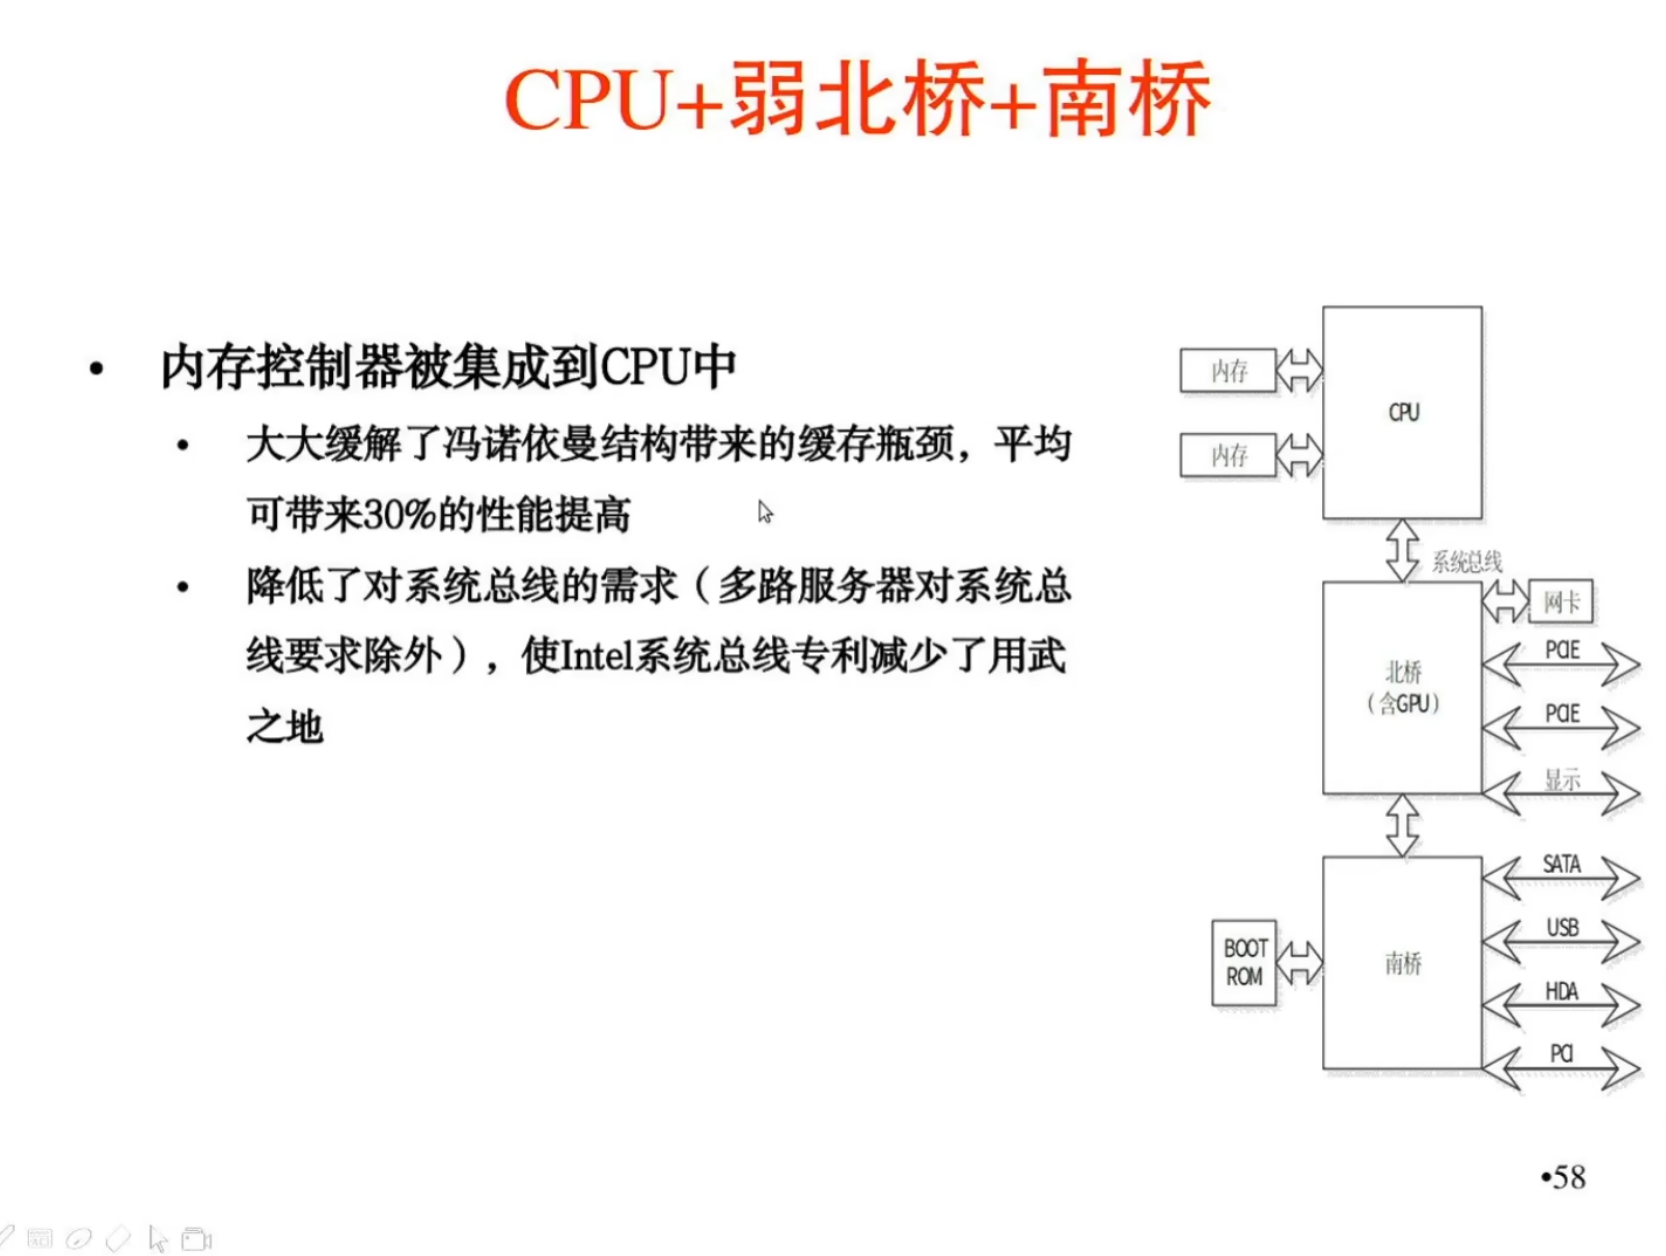 CPU+弱北桥+南桥
• 内存控制器被集成到CPU中
• 大大缓解了冯诺依曼结构带来的缓存瓶颈，平均
可带来30%的性能提高
• 降低了对系统总线的需求（多路服务器对系统总
线要求除外），使Intel系统总线专利减少了用武
之地
内存
内存
CPU
系统总线
网卡
北桥
（含GPU）
PCIE
PCIE
显示
BOOT
ROM
南桥
SATA
USB
HDA
PCI
•58